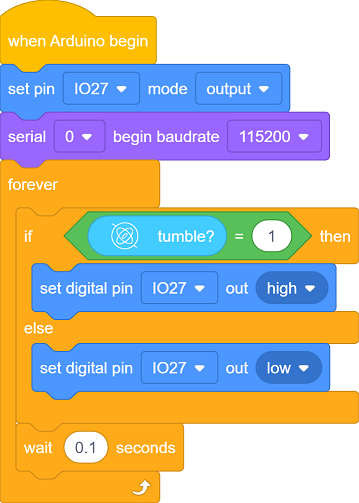 when Arduino begin
set pin IO27 mode output
serial 0 begin baudrate 115200
forever
if tumble? = 1 then
set digital pin IO27 out high
else
set digital pin IO27 out low
wait 0.1 seconds